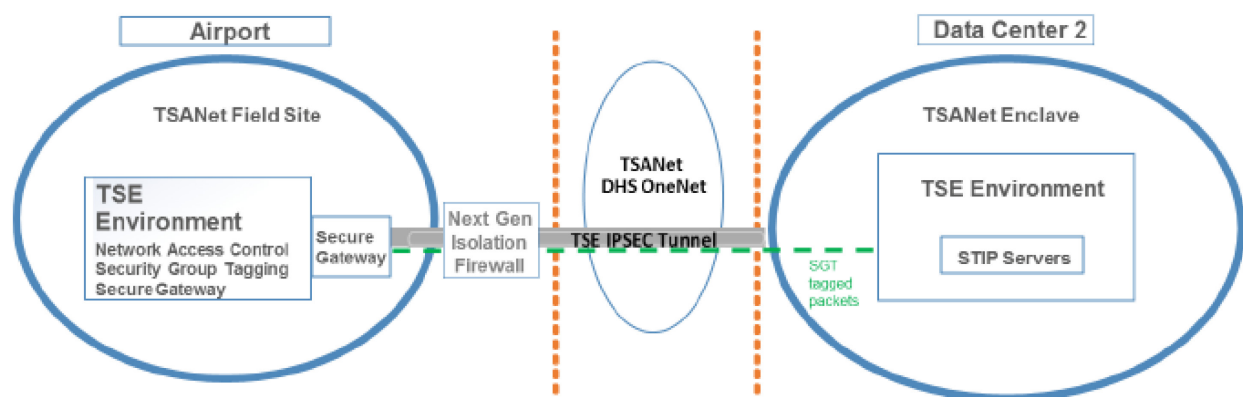 Airport
Data Center 2
TSANet Field Site
TSANet Enclave
TSE
Environment
Network Access Control
Security Group Tagging
Secure Gateway
Secure
Gateway
Next Gen
Isolation
Firewall
TSANet
DHS OneNet
TSE IPSEC Tunnel
SGT
tagged
packets
TSE Environment
STIP Servers